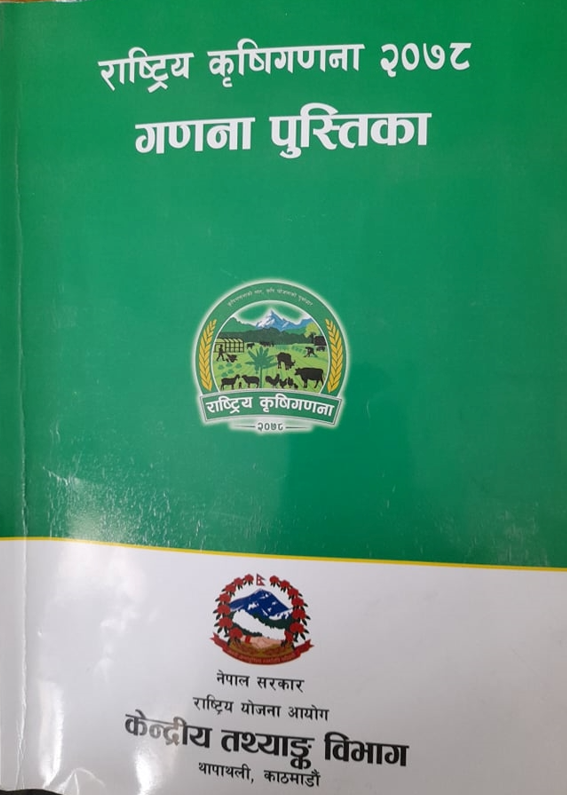 राष्ट्रिय कृषिगणना २०७८
गणना पुस्तिका
राष्ट्रिय कृषिगणना
२०७८
नेपाल सरकार
राष्ट्रिय योजना आयोग
केन्द्रीय तथ्याङ्क विभाग
थापाथली, काठमाडौं